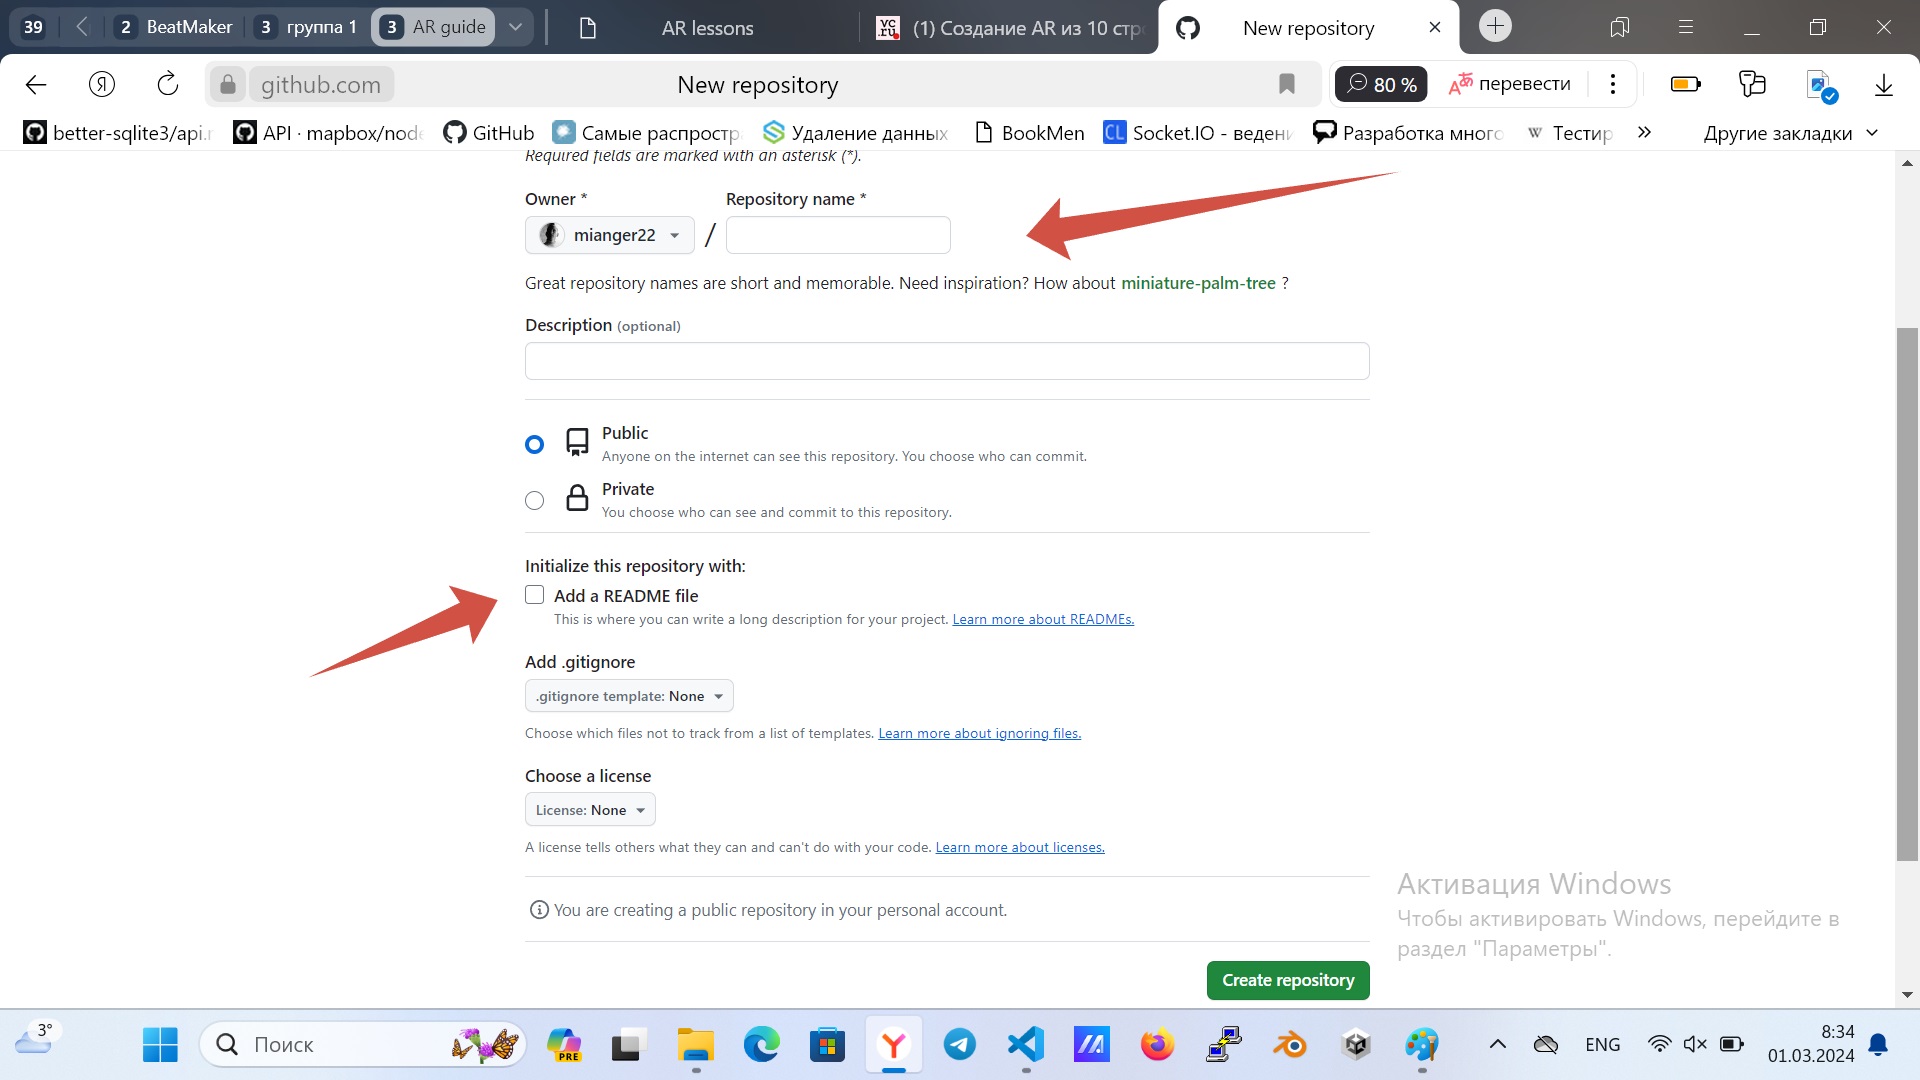 39
2 BeatMaker
3 группа 1
3 AR guide
AR lessons
(1) Создание AR из 10 стро
New repository
github.com
New repository
80 %
перевести
better-sqlite3/api.r
API · mapbox/node
GitHub
Самые распростр
Удаление данных
BookMen
Socket.IO - ведени
Разработка много
Тестир
Другие закладки
Required fields are marked with an asterisk (*).
Owner *
Repository name *
mianger22
/
Great repository names are short and memorable. Need inspiration? How about miniature-palm-tree ?
Description (optional)
Public
Anyone on the internet can see this repository. You choose who can commit.
Private
You choose who can see and commit to this repository.
Initialize this repository with:
Add a README file
This is where you can write a long description for your project. Learn more about READMEs.
Add .gitignore
.gitignore template: None
Choose which files not to track from a list of templates. Learn more about ignoring files.
Choose a license
License: None
A license tells others what they can and can't do with your code. Learn more about licenses.
You are creating a public repository in your personal account.
Create repository
Активация Windows
Чтобы активировать Windows, перейдите в
раздел "Параметры".
3°
Поиск
PRE
ENG
8:34
01.03.2024